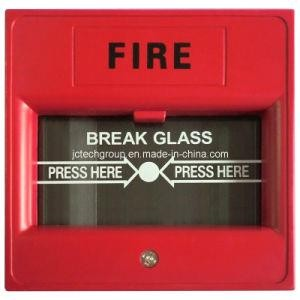 FIRE
BREAK GLASS
jctechgroup.en.made-in-china.com
PRESS HERE PRESS HERE